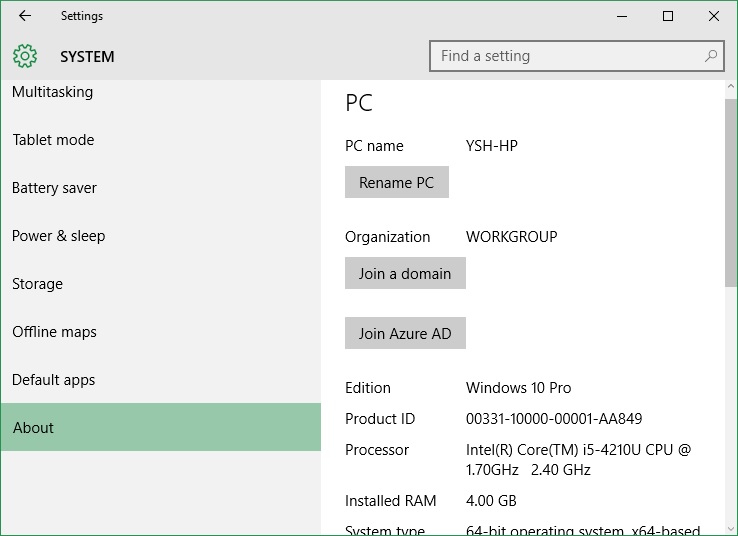 Settings
SYSTEM
Find a setting
Multitasking
Tablet mode
Battery saver
Power & sleep
Storage
Offline maps
Default apps
About
PC
PC name YSH-HP
Rename PC
Organization WORKGROUP
Join a domain
Join Azure AD
Edition Windows 10 Pro
Product ID 00331-10000-00001-AA849
Processor Intel(R) Core(TM) i5-4210U CPU @
1.70GHz 2.40 GHz
Installed RAM 4.00 GB
System type 64-bit operating system, x64-based